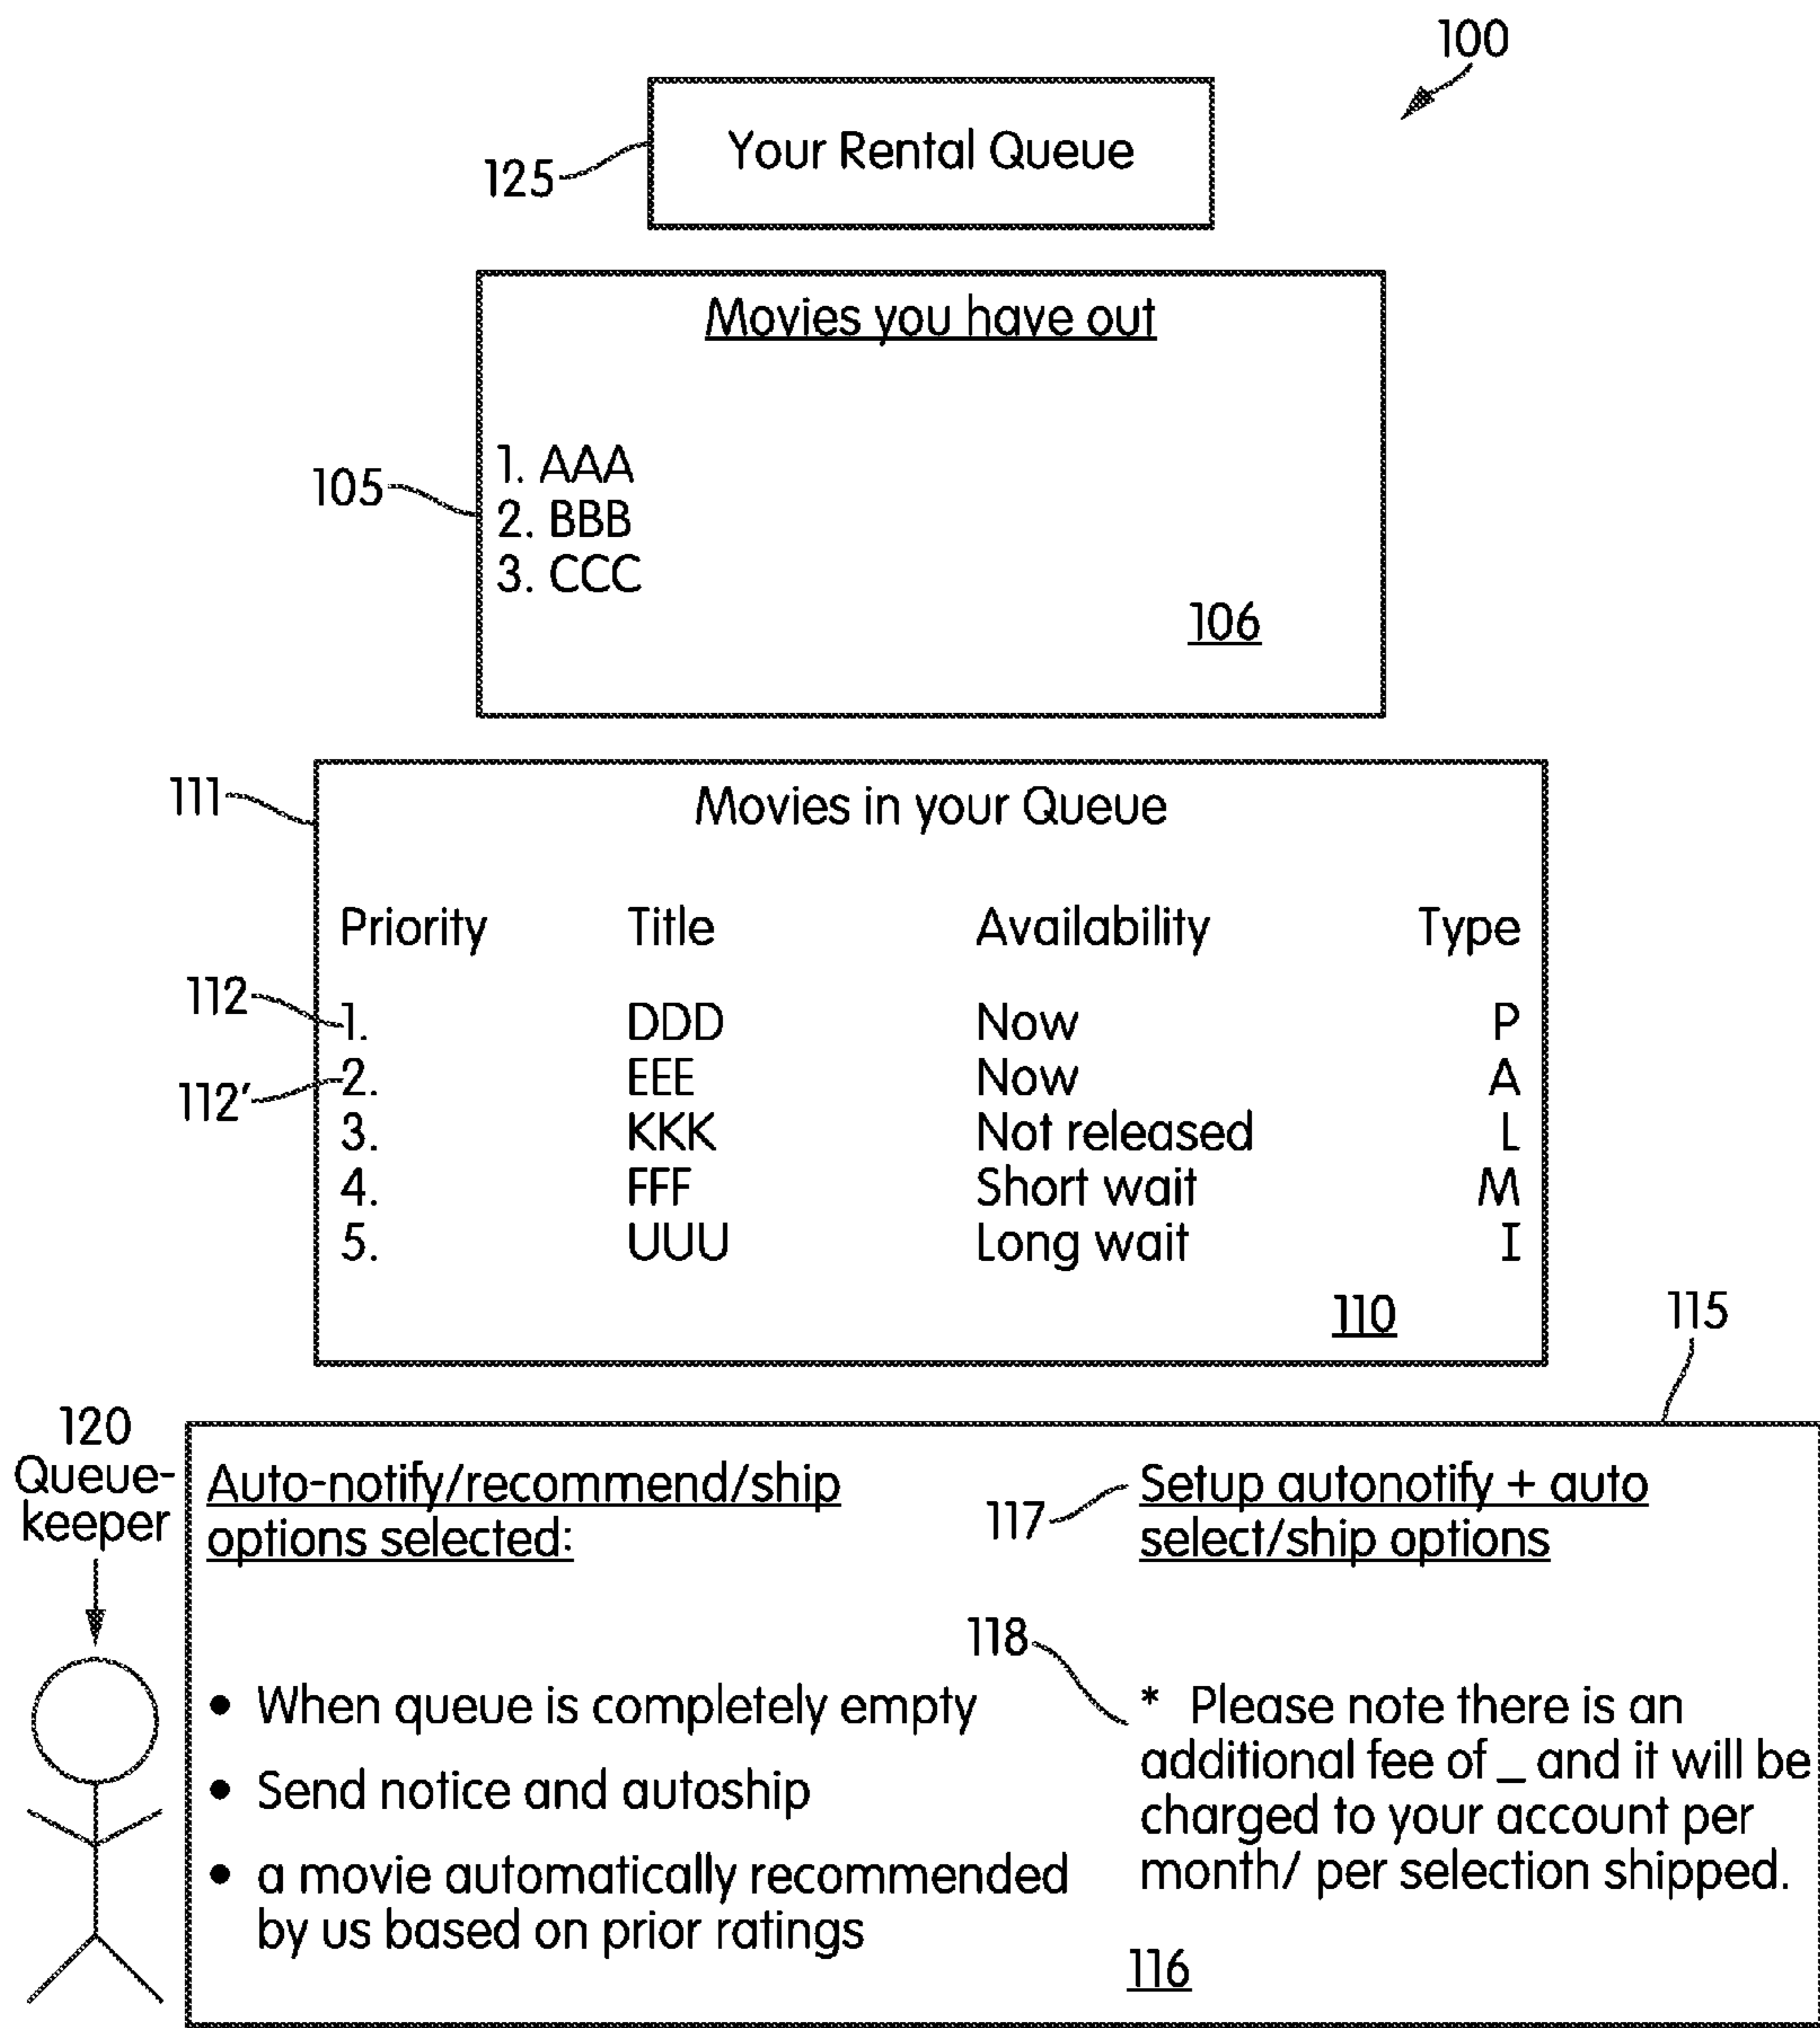 100
Your Rental Queue
125
Movies you have out
1. AAA
105
2. BBB
3. CCC
106
111
Movies in your Queue
Priority Title Availability Type
112
1. DDD Now P
2. EEE Now A
112'
3. KKK Not released L
4. FFF Short wait M
5. UUU Long wait I
110
115
120
Queue-
keeper
Auto-notify/recommend/ship
options selected:
117
Setup autonotify + auto
select/ship options
118
• When queue is completely empty
• Send notice and autoship
• a movie automatically recommended
by us based on prior ratings
* Please note there is an
additional fee of _ and it will be
charged to your account per
month/ per selection shipped.
116